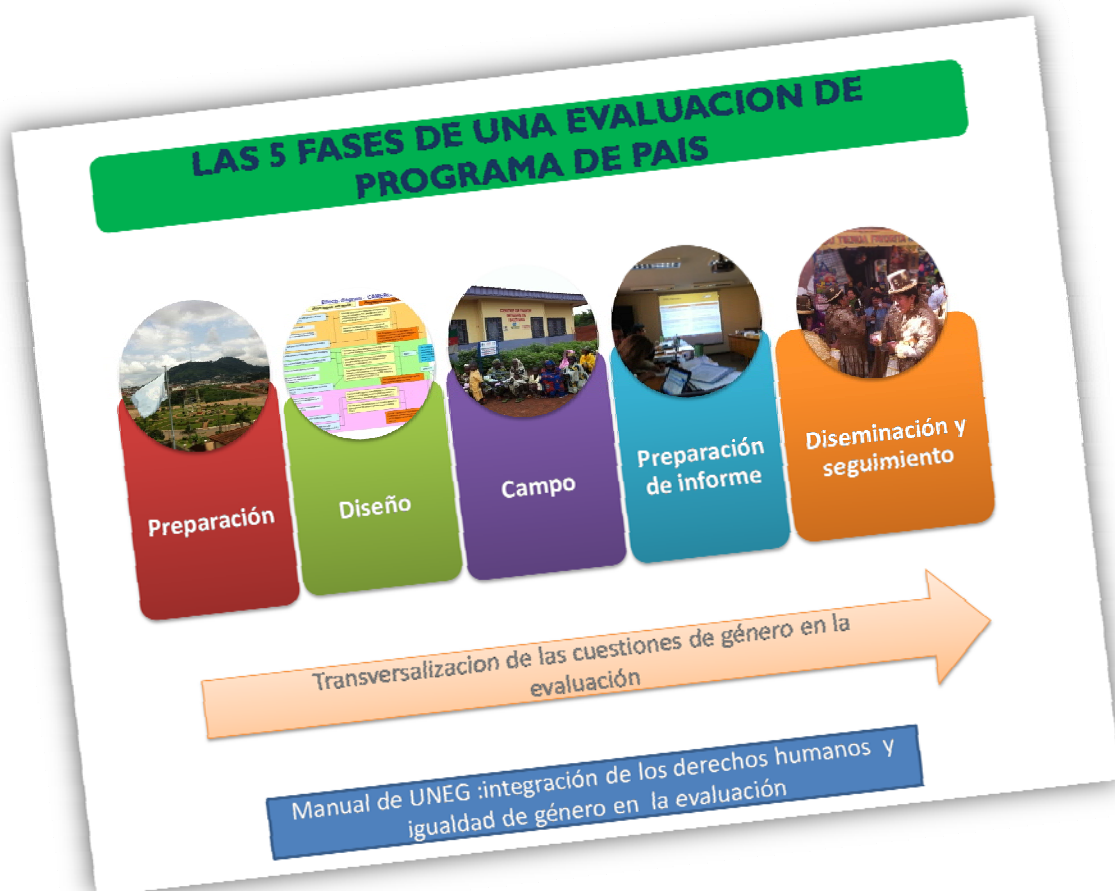 LAS 5 FASES DE UNA EVALUACION DE
PROGRAMA DE PAIS
Preparación
Diseño
Campo
Preparación
de informe
Diseminación y
seguimiento
Transversalizacion de las cuestiones de género en la
evaluación
Manual de UNEG :integración de los derechos humanos y
igualdad de género en la evaluación